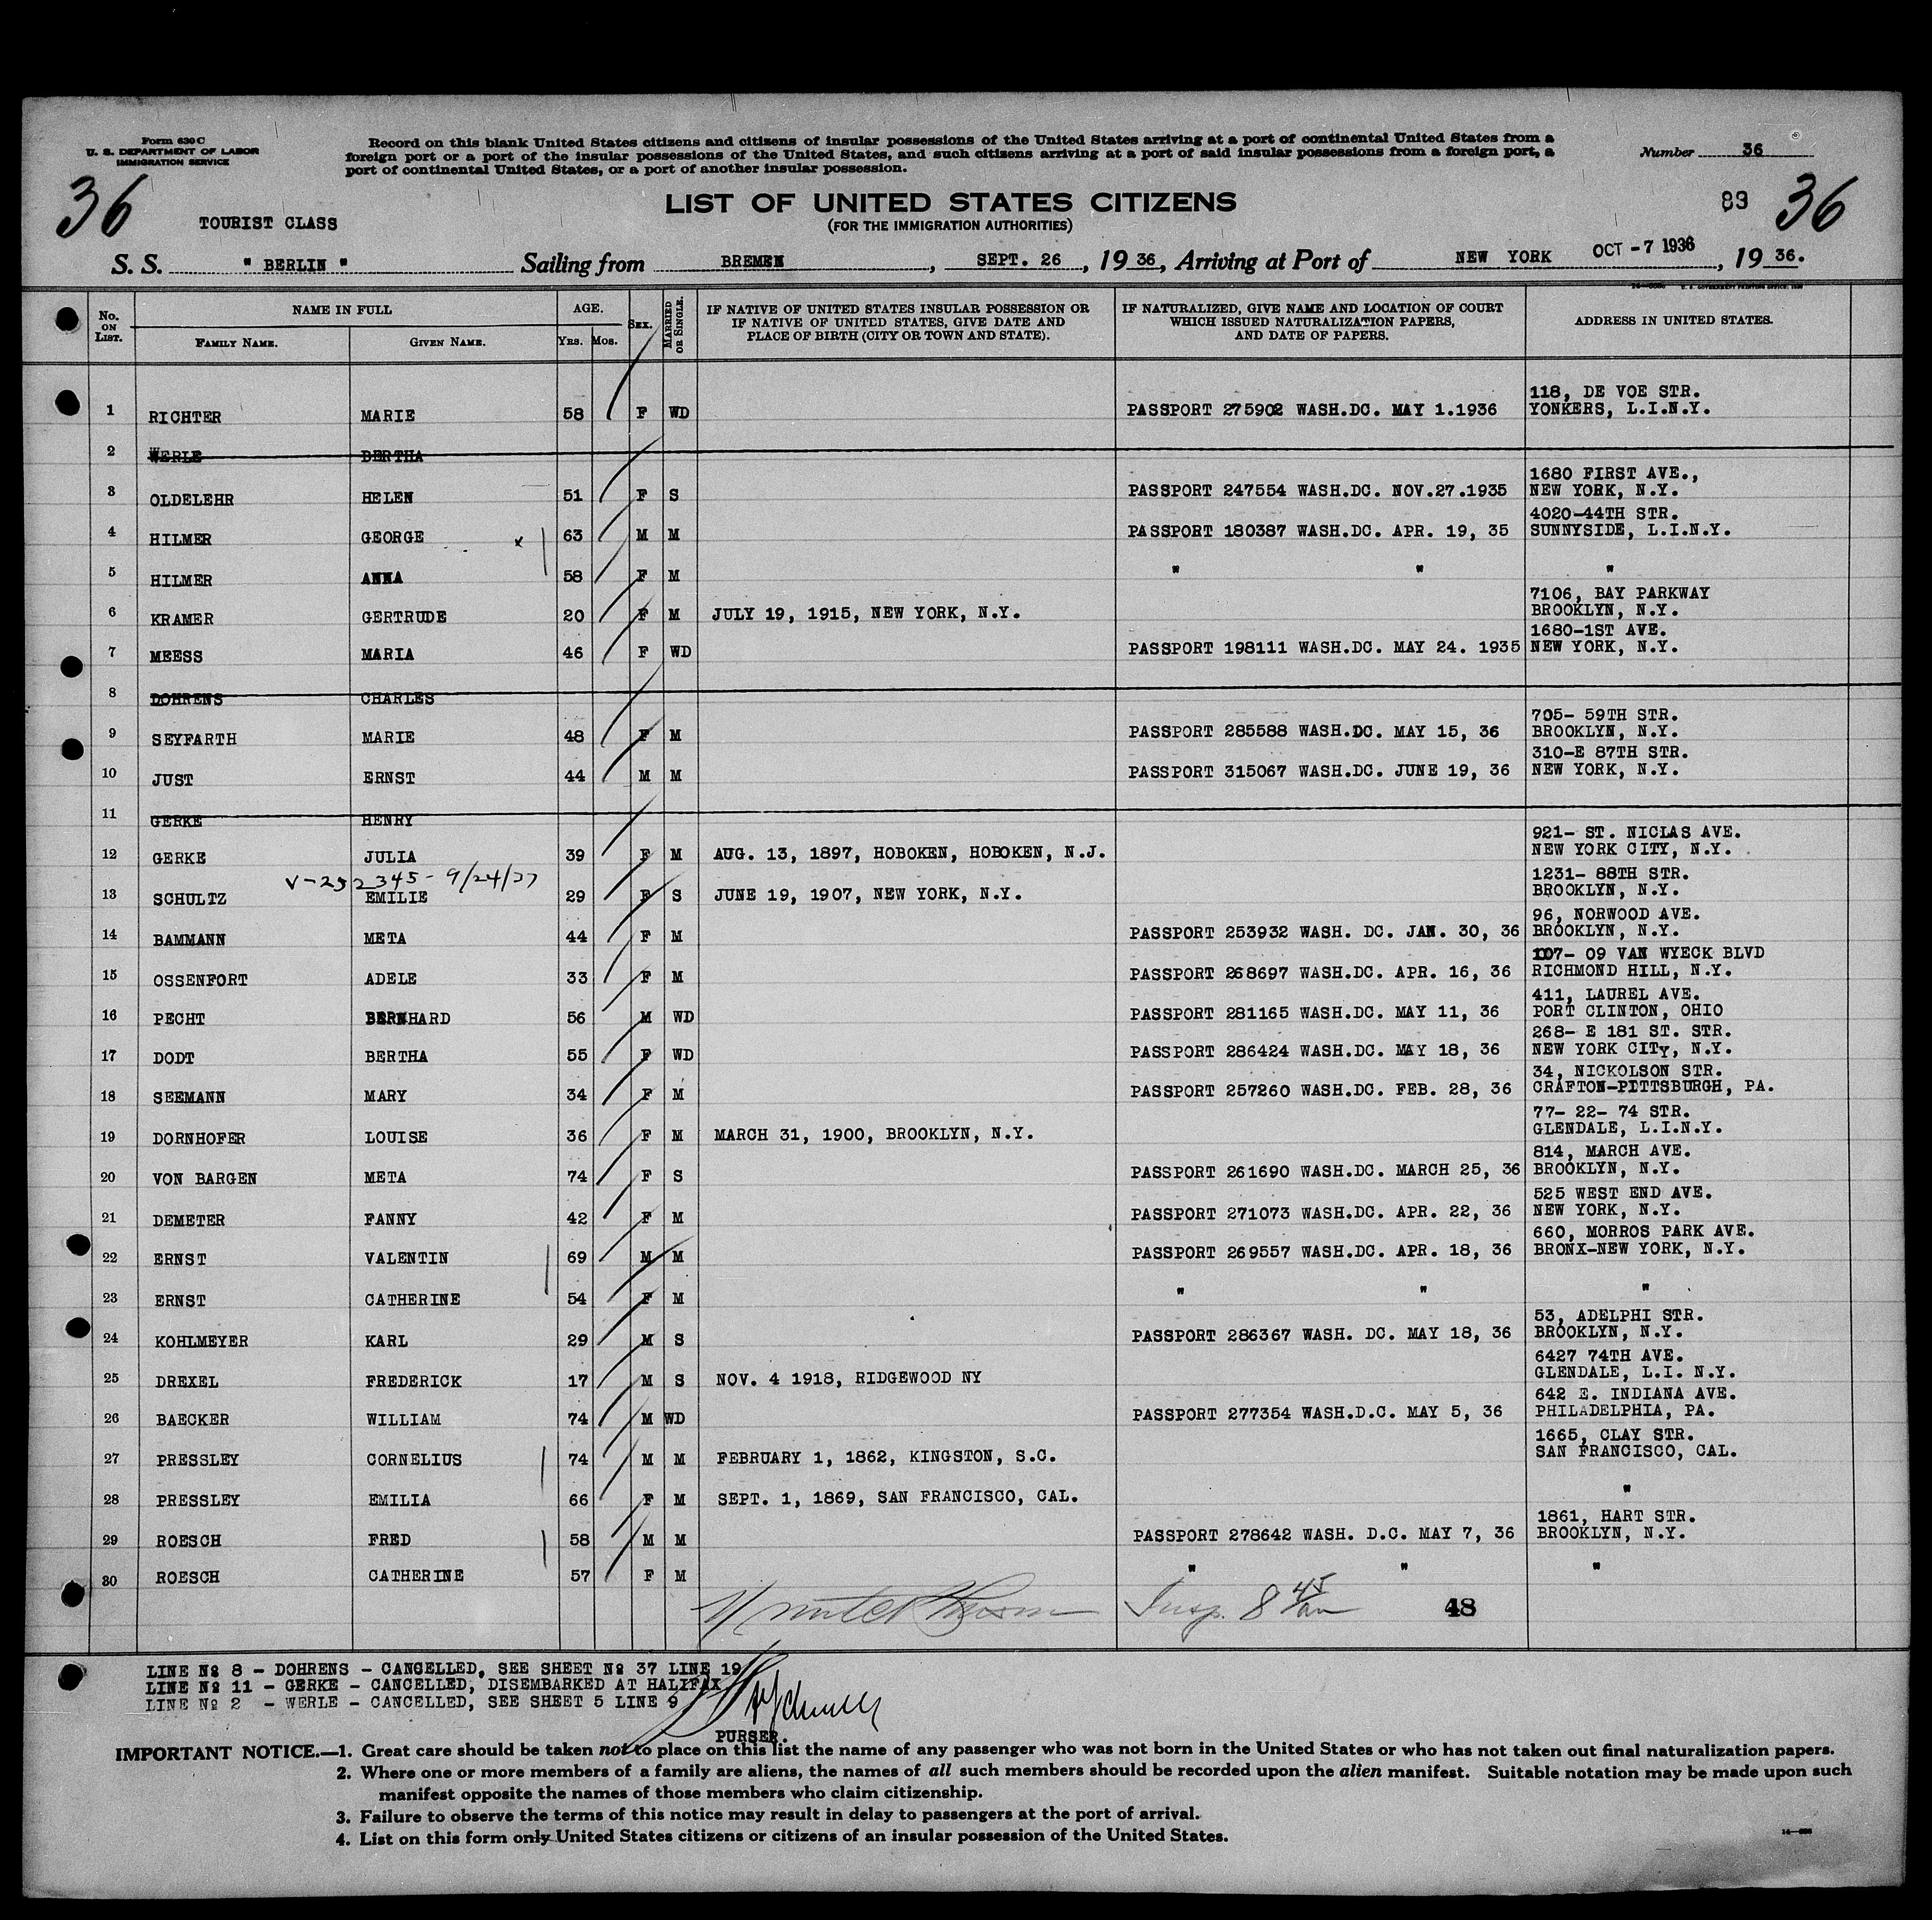 Form 630 C
U. S. DEPARTMENT OF LABOR
IMMIGRATION SERVICE
Record on this blank United States citizens and citizens of insular possessions of the United States arriving at a port of continental United States from a
foreign port or a port of the insular possessions of the United States, and such citizens arriving at a port of said insular possessions from a foreign port, a
port of continental United States, or a port of another insular possession.
Number 36
36
TOURIST CLASS
LIST OF UNITED STATES CITIZENS
(FOR THE IMMIGRATION AUTHORITIES)
83 36
S. S. " BERLIN " Sailing from BREMEN, SEPT. 26, 1936, Arriving at Port of NEW YORK OCT -7 1936, 19 36.
No. ON LIST. NAME IN FULL FAMILY NAME. GIVEN NAME. AGE. YRS. MOS. SEX. MARRIED OR SINGLE. IF NATIVE OF UNITED STATES INSULAR POSSESSION OR IF NATIVE OF UNITED STATES, GIVE DATE AND PLACE OF BIRTH (CITY OR TOWN AND STATE). IF NATURALIZED, GIVE NAME AND LOCATION OF COURT WHICH ISSUED NATURALIZATION PAPERS, AND DATE OF PAPERS. ADDRESS IN UNITED STATES.
118, DE VOE STR.
1 RICHTER MARIE 58 F WD PASSPORT 275902 WASH.DC. MAY 1.1936 YONKERS, L.I.N.Y.
2 WERLE BERTHA
1680 FIRST AVE.,
3 OLDELEHR HELEN 51 F S PASSPORT 247554 WASH.DC. NOV.27.1935 NEW YORK, N.Y.
4020-44TH STR.
4 HILMER GEORGE x 63 M M PASSPORT 180387 WASH.DC. APR. 19, 35 SUNNYSIDE, L.I.N.Y.
5 HILMER ANNA 58 F M " " "
7106, BAY PARKWAY
6 KRAMER GERTRUDE 20 F M JULY 19, 1915, NEW YORK, N.Y. BROOKLYN, N.Y.
1680-1ST AVE.
7 MEESS MARIA 46 F WD PASSPORT 198111 WASH.DC. MAY 24. 1935 NEW YORK, N.Y.
8 DOHRENS CHARLES
705- 59TH STR.
9 SEYFARTH MARIE 48 F M PASSPORT 285588 WASH.DC. MAY 15, 36 BROOKLYN, N.Y.
310-E 87TH STR.
10 JUST ERNST 44 M M PASSPORT 315067 WASH.DC. JUNE 19, 36 NEW YORK, N.Y.
11 GERKE HENRY
921- ST. NICLAS AVE.
12 GERKE JULIA 39 F M AUG. 13, 1897, HOBOKEN, HOBOKEN, N.J. NEW YORK CITY, N.Y.
V-252345- 9/24/37
1231- 88TH STR.
13 SCHULTZ EMILIE 29 F S JUNE 19, 1907, NEW YORK, N.Y. BROOKLYN, N.Y.
96, NORWOOD AVE.
14 BAMMANN META 44 F M PASSPORT 253932 WASH. DC. JAN. 30, 36 BROOKLYN, N.Y.
107- 09 VAN WYECK BLVD
15 OSSENFORT ADELE 33 F M PASSPORT 268697 WASH.DC. APR. 16, 36 RICHMOND HILL, N.Y.
411, LAUREL AVE.
16 PECHT BERNHARD 56 M WD PASSPORT 281165 WASH.DC. MAY 11, 36 PORT CLINTON, OHIO
268- E 181 ST. STR.
17 DODT BERTHA 55 F WD PASSPORT 286424 WASH.DC. MAY 18, 36 NEW YORK CITY, N.Y.
34, NICKOLSON STR.
18 SEEMANN MARY 34 F M PASSPORT 257260 WASH.DC. FEB. 28, 36 CRAFTON-PITTSBURGH, PA.
77- 22- 74 STR.
19 DORNHOFER LOUISE 36 F M MARCH 31, 1900, BROOKLYN, N.Y. GLENDALE, L.I.N.Y.
814, MARCH AVE.
20 VON BARGEN META 74 F S PASSPORT 261690 WASH.DC. MARCH 25, 36 BROOKLYN, N.Y.
525 WEST END AVE.
21 DEMETER FANNY 42 F M PASSPORT 271073 WASH.DC. APR. 22, 36 NEW YORK, N.Y.
660, MORROS PARK AVE.
22 ERNST VALENTIN 69 M M PASSPORT 269557 WASH.DC. APR. 18, 36 BRONX-NEW YORK, N.Y.
23 ERNST CATHERINE 54 F M " " "
53, ADELPHI STR.
24 KOHLMEYER KARL 29 M S PASSPORT 286367 WASH. DC. MAY 18, 36 BROOKLYN, N.Y.
6427 74TH AVE.
25 DREXEL FREDERICK 17 M S NOV. 4 1918, RIDGEWOOD NY GLENDALE, L.I. N.Y.
642 E. INDIANA AVE.
26 BAECKER WILLIAM 74 M WD PASSPORT 277354 WASH.D.C. MAY 5, 36 PHILADELPHIA, PA.
1665, CLAY STR.
27 PRESSLEY CORNELIUS 74 M M FEBRUARY 1, 1862, KINGSTON, S.C. SAN FRANCISCO, CAL.
28 PRESSLEY EMILIA 66 F M SEPT. 1, 1869, SAN FRANCISCO, CAL. "
1861, HART STR.
29 ROESCH FRED 58 M M PASSPORT 278642 WASH. D.C. MAY 7, 36 BROOKLYN, N.Y.
30 ROESCH CATHERINE 57 F M " " "
Insp. 8 45 am 48
LINE № 8 - DOHRENS - CANCELLED, SEE SHEET № 37 LINE 19
LINE № 11 - GERKE - CANCELLED, DISEMBARKED AT HALIFAX
LINE № 2 - WERLE - CANCELLED, SEE SHEET 5 LINE 9
PURSER.
IMPORTANT NOTICE.—1. Great care should be taken not to place on this list the name of any passenger who was not born in the United States or who has not taken out final naturalization papers.
2. Where one or more members of a family are aliens, the names of all such members should be recorded upon the alien manifest. Suitable notation may be made upon such
manifest opposite the names of those members who claim citizenship.
3. Failure to observe the terms of this notice may result in delay to passengers at the port of arrival.
4. List on this form only United States citizens or citizens of an insular possession of the United States.